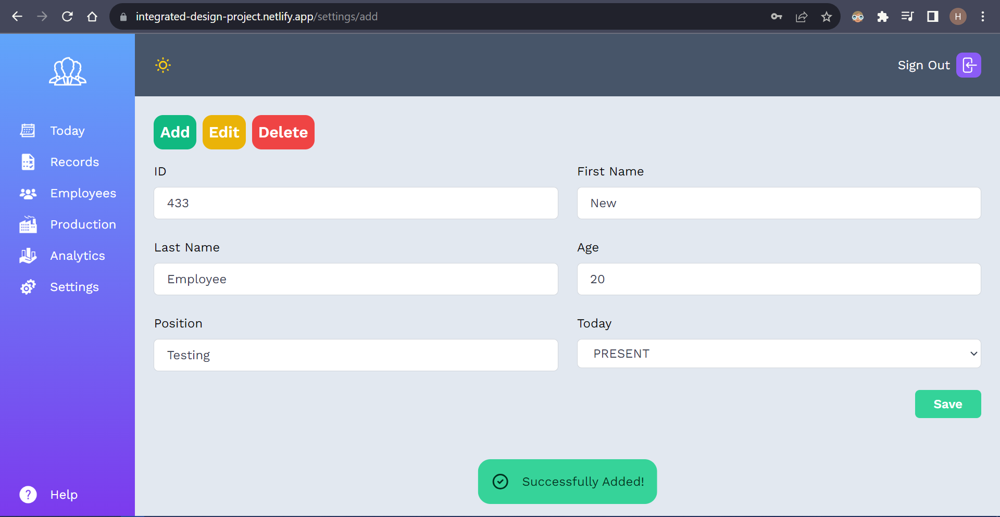 integrated-design-project.netlify.app/settings/add
H
Sign Out
Today
Records
Employees
Production
Analytics
Settings
? Help
Add Edit Delete
ID
433
First Name
New
Last Name
Employee
Age
20
Position
Testing
Today
PRESENT
Save
Successfully Added!